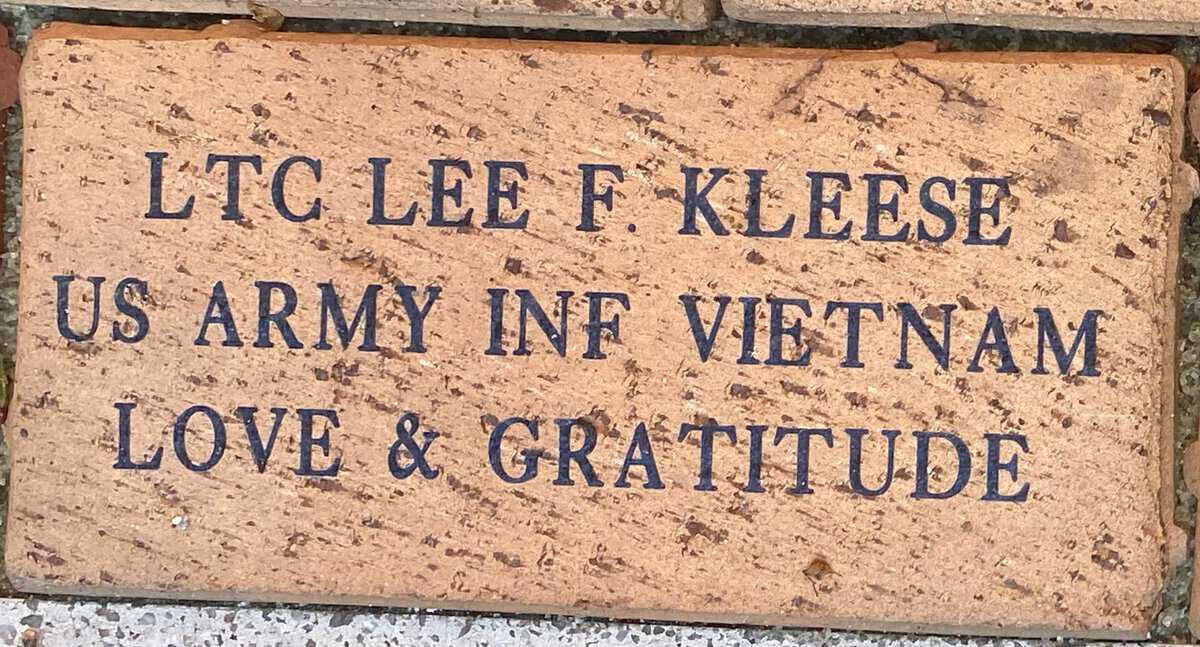 LTC LEE F. KLEESE
US ARMY INF VIETNAM
LOVE & GRATITUDE